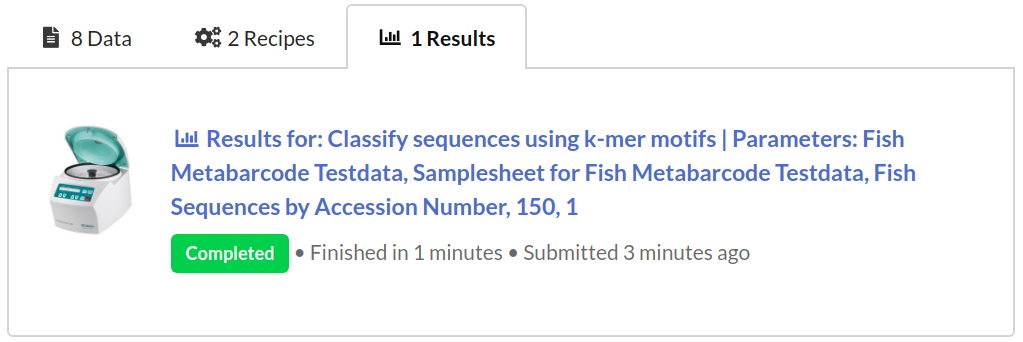 8 Data
2 Recipes
1 Results
Results for: Classify sequences using k-mer motifs | Parameters: Fish
Metabarcode Testdata, Samplesheet for Fish Metabarcode Testdata, Fish
Sequences by Accession Number, 150, 1
Completed • Finished in 1 minutes • Submitted 3 minutes ago